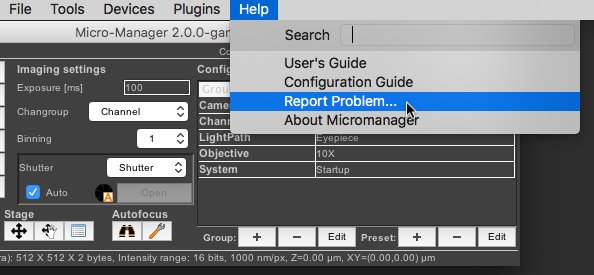 File Tools Devices Plugins Help
Micro-Manager 2.0.0-gam
Search
User's Guide
Configuration Guide
Report Problem...
About Micromanager
Co
Imaging settings
Exposure [ms] 100
Changroup Channel
Binning 1
Shutter Shutter
Auto A Open
Stage Autofocus
Config
Grou
Came
Chann
LightPath Eyepiece
Objective 10X
System Startup
Group: + − Edit Preset: + − Edit
ra): 512 X 512 X 2 bytes, Intensity range: 16 bits, 1000 nm/px, Z=0.00 µm, XY=(0.00,0.00) µm